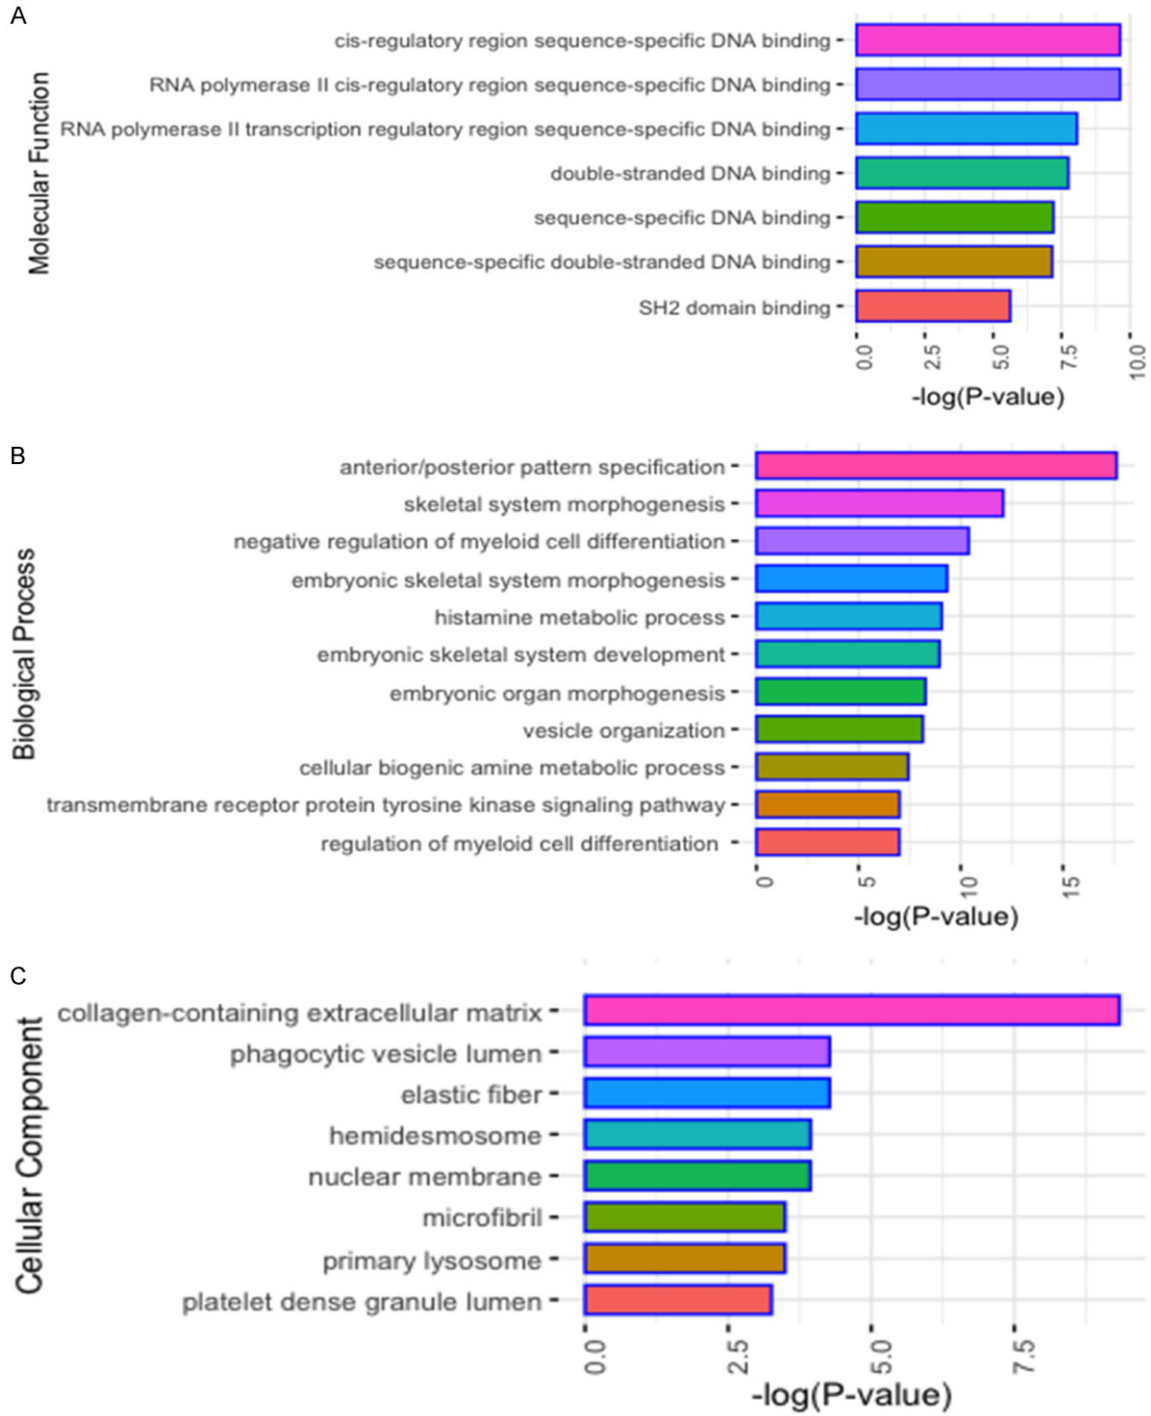 A
Molecular Function
cis-regulatory region sequence-specific DNA binding
RNA polymerase II cis-regulatory region sequence-specific DNA binding
RNA polymerase II transcription regulatory region sequence-specific DNA binding
double-stranded DNA binding
sequence-specific DNA binding
sequence-specific double-stranded DNA binding
SH2 domain binding
0.0 2.5 5.0 7.5 10.0
-log(P-value)
B
Biological Process
anterior/posterior pattern specification
skeletal system morphogenesis
negative regulation of myeloid cell differentiation
embryonic skeletal system morphogenesis
histamine metabolic process
embryonic skeletal system development
embryonic organ morphogenesis
vesicle organization
cellular biogenic amine metabolic process
transmembrane receptor protein tyrosine kinase signaling pathway
regulation of myeloid cell differentiation
0 5 10 15
-log(P-value)
C
Cellular Component
collagen-containing extracellular matrix
phagocytic vesicle lumen
elastic fiber
hemidesmosome
nuclear membrane
microfibril
primary lysosome
platelet dense granule lumen
0.0 2.5 5.0 7.5
-log(P-value)